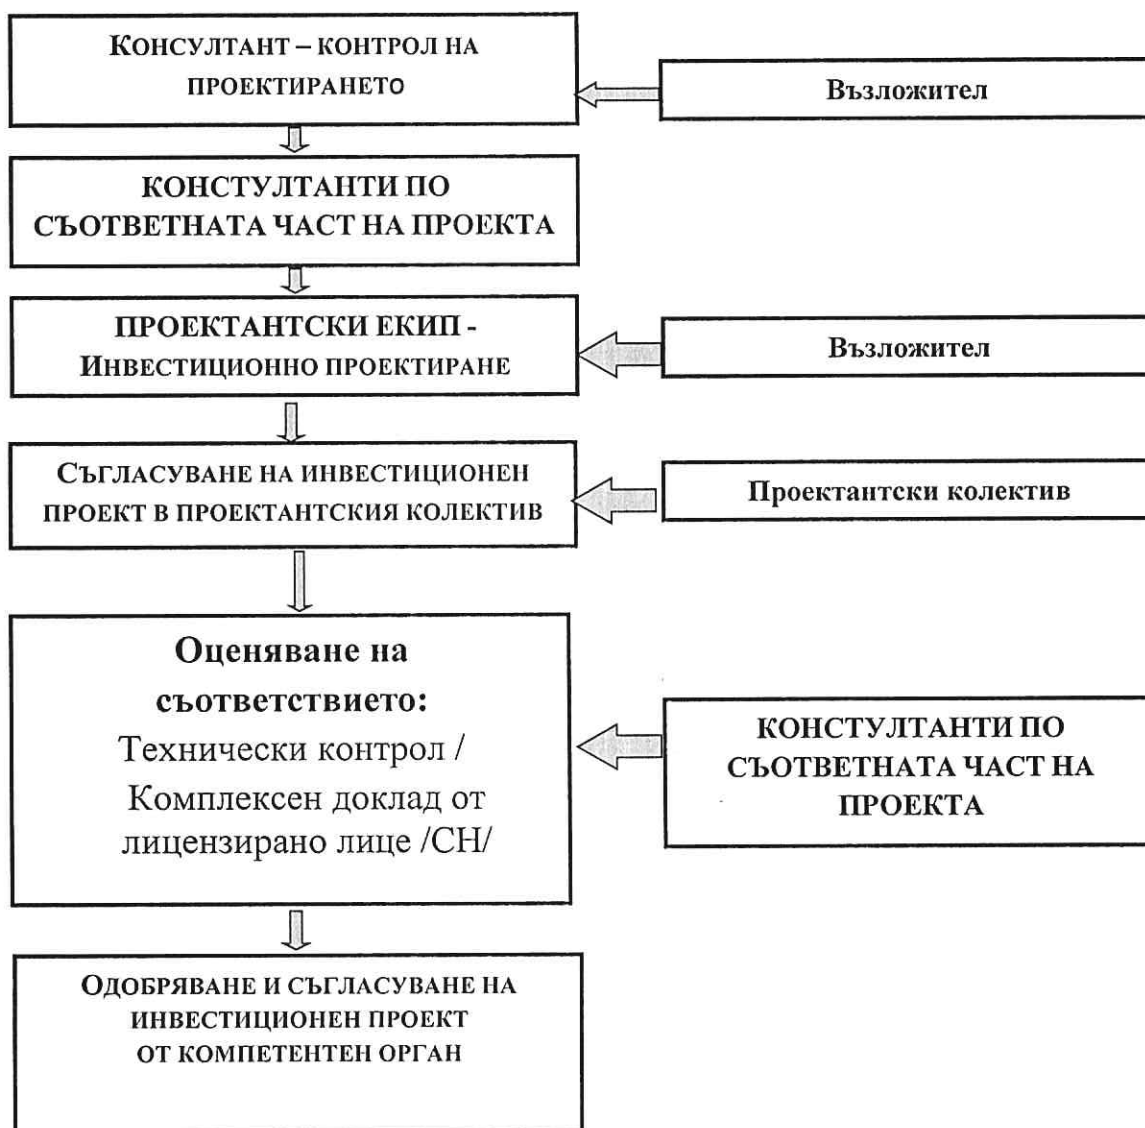 КОНСУЛТАНТ – КОНТРОЛ НА
ПРОЕКТИРАНЕТО
Възложител
КОНСТУЛТАНТИ ПО
СЪОТВЕТНАТА ЧАСТ НА ПРОЕКТА
ПРОЕКТАНТСКИ ЕКИП -
ИНВЕСТИЦИОННО ПРОЕКТИРАНЕ
Възложител
СЪГЛАСУВАНЕ НА ИНВЕСТИЦИОНЕН
ПРОЕКТ В ПРОЕКТАНТСКИЯ КОЛЕКТИВ
Проектантски колектив
Оценяване на
съответствието:
Технически контрол /
Комплексен доклад от
лицензирано лице /СН/
КОНСТУЛТАНТИ ПО
СЪОТВЕТНАТА ЧАСТ НА
ПРОЕКТА
ОДОБРЯВАНЕ И СЪГЛАСУВАНЕ НА
ИНВЕСТИЦИОНЕН ПРОЕКТ
ОТ КОМПЕТЕНТЕН ОРГАН